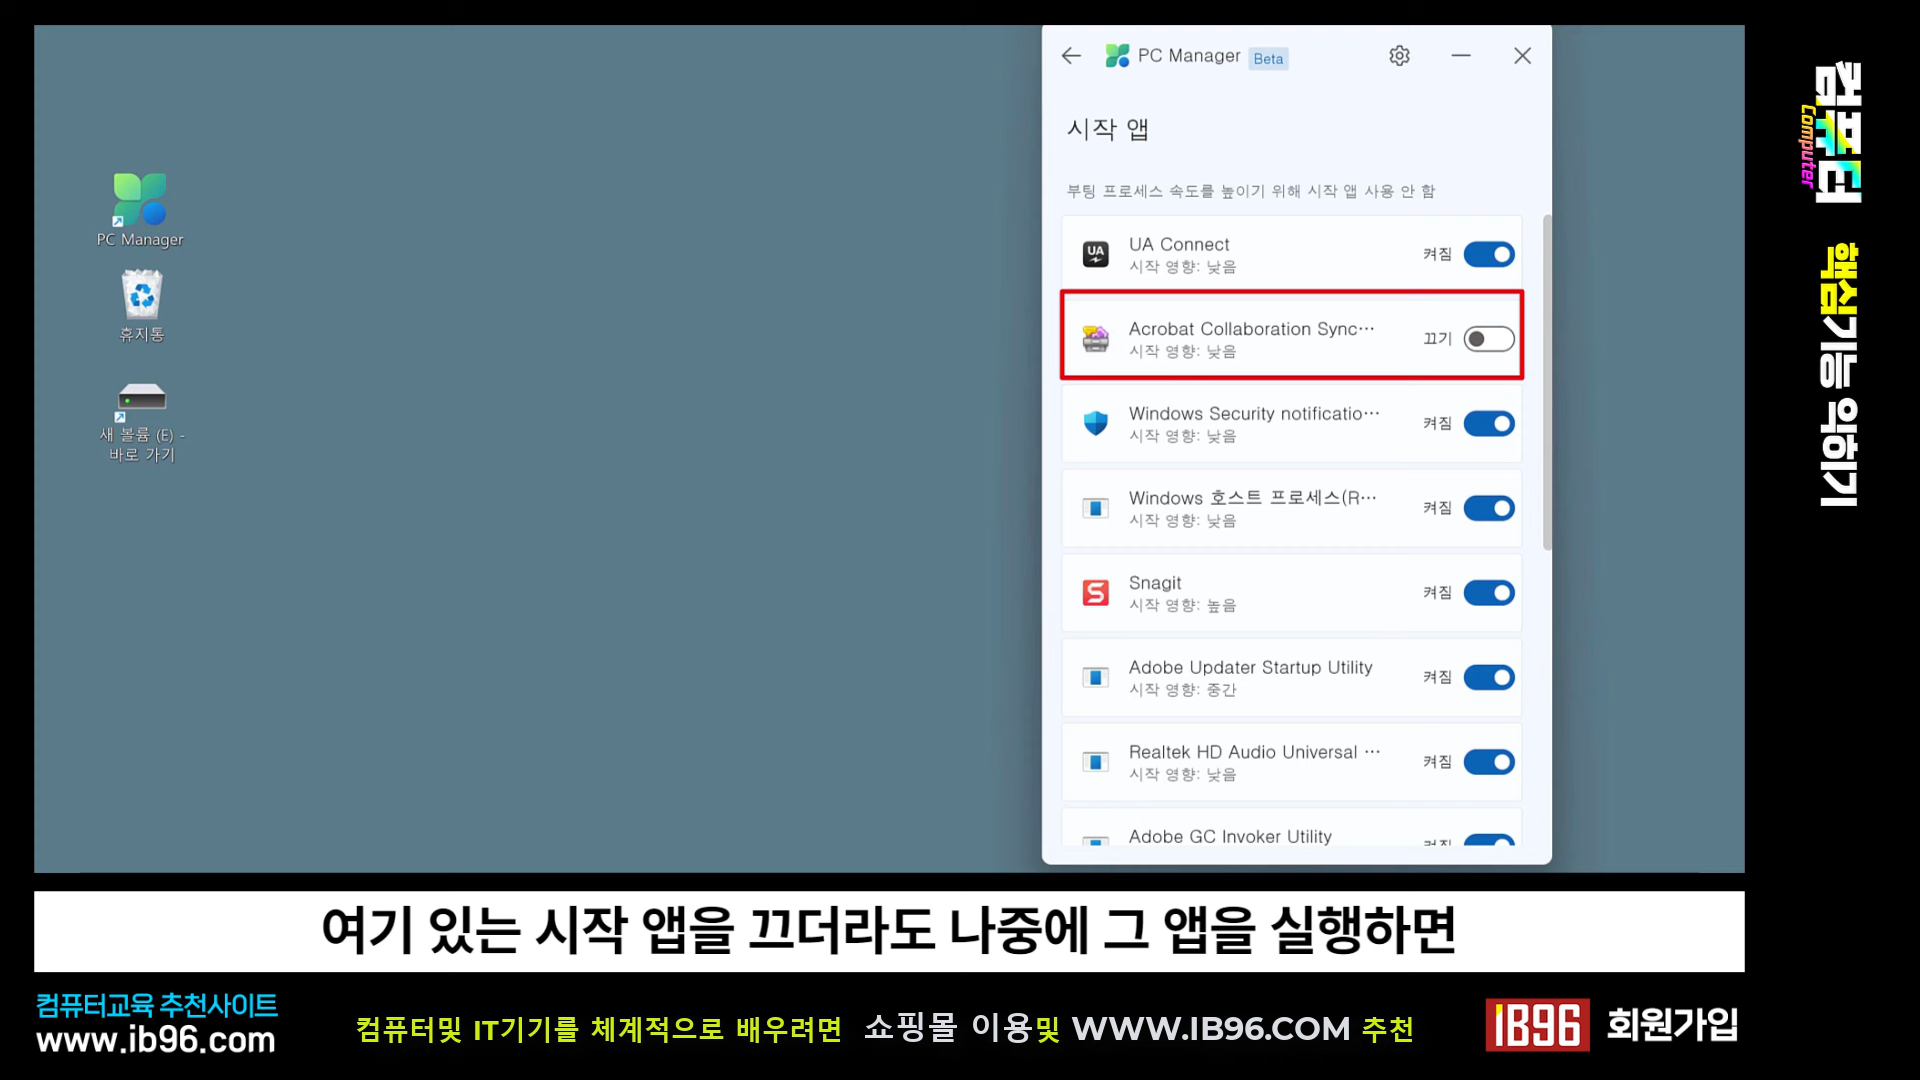 PC Manager Beta
시작 앱
부팅 프로세스 속도를 높이기 위해 시작 앱 사용 안 함
UA Connect
시작 영향: 낮음
켜짐
Acrobat Collaboration Sync…
시작 영향: 낮음
끄기
Windows Security notificatio…
시작 영향: 낮음
켜짐
Windows 호스트 프로세스(R…
시작 영향: 낮음
켜짐
Snagit
시작 영향: 높음
켜짐
Adobe Updater Startup Utility
시작 영향: 중간
켜짐
Realtek HD Audio Universal …
시작 영향: 낮음
켜짐
Adobe GC Invoker Utility
켜짐
PC Manager
휴지통
새 볼륨 (E) -
바로 가기
UA
컴퓨터
Computer
핵심기능 익히기
여기 있는 시작 앱을 끄더라도 나중에 그 앱을 실행하면
컴퓨터교육 추천사이트
www.ib96.com
컴퓨터및 IT기기를 체계적으로 배우려면 쇼핑몰 이용및 WWW.IB96.COM 추천
IB96 회원가입